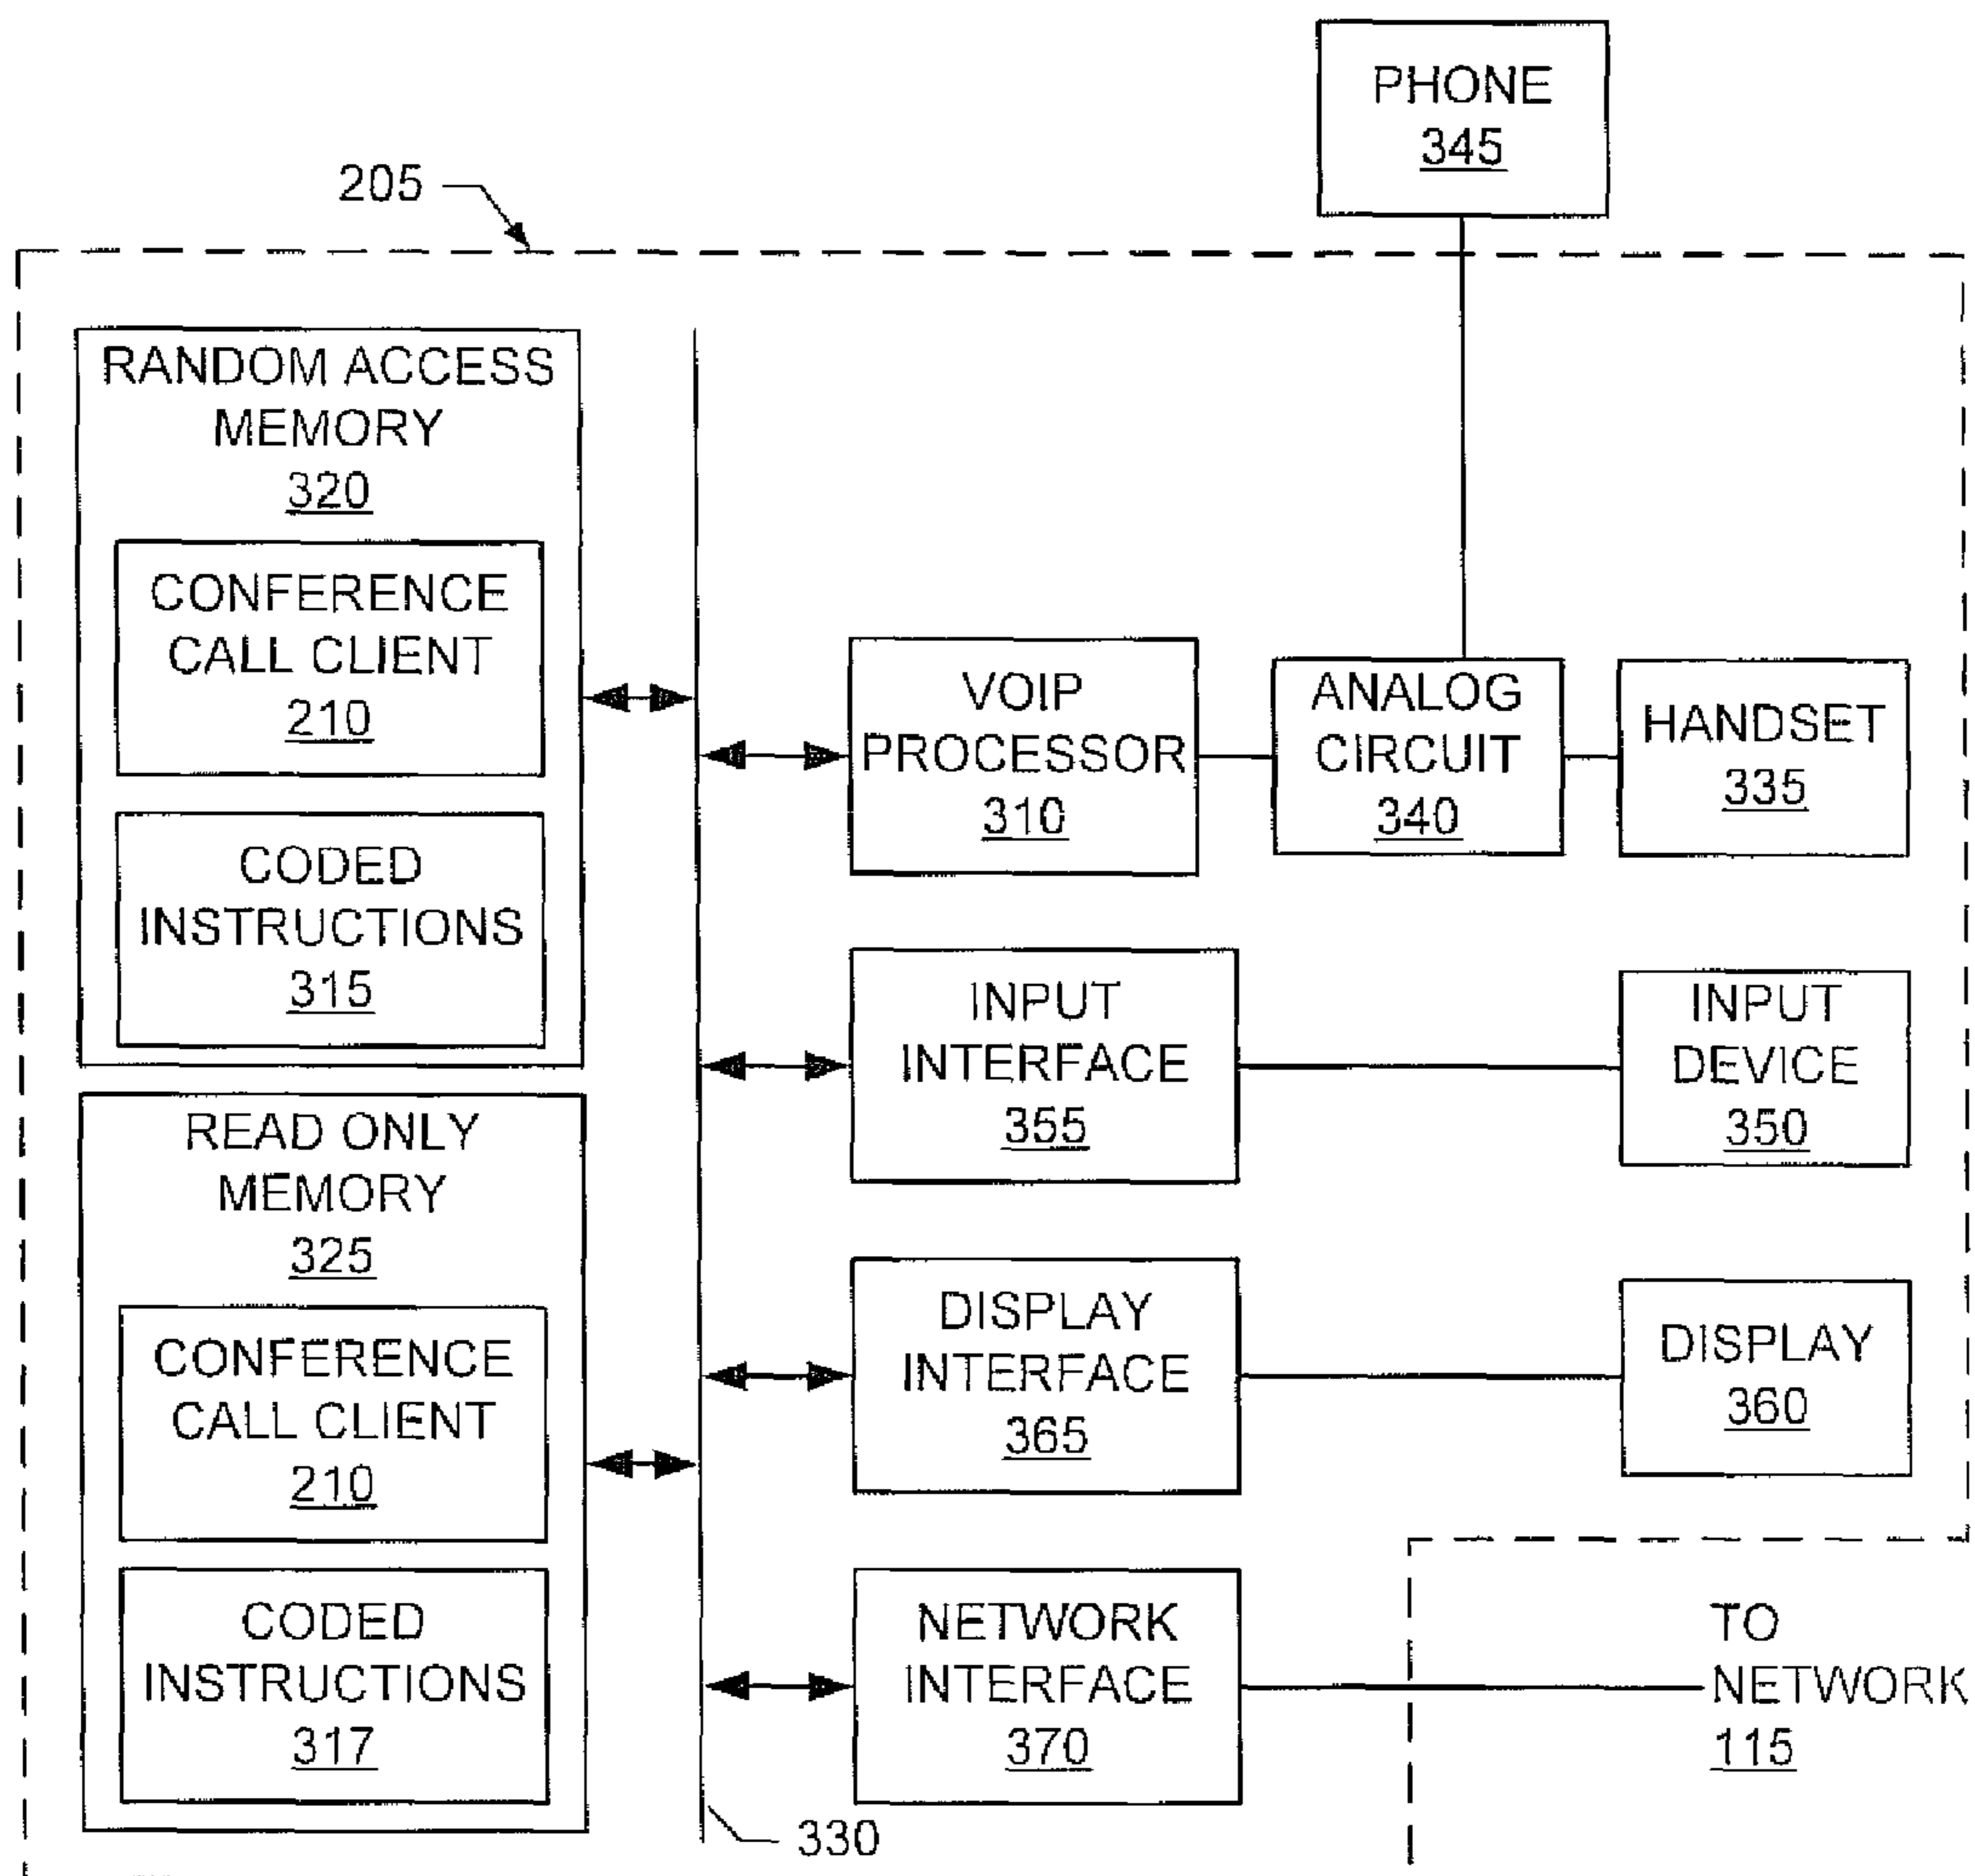 PHONE
345
205
RANDOM ACCESS
MEMORY
320
CONFERENCE
CALL CLIENT
210
CODED
INSTRUCTIONS
315
READ ONLY
MEMORY
325
CONFERENCE
CALL CLIENT
210
CODED
INSTRUCTIONS
317
VOIP
PROCESSOR
310
ANALOG
CIRCUIT
340
HANDSET
335
INPUT
INTERFACE
355
INPUT
DEVICE
350
DISPLAY
INTERFACE
365
DISPLAY
360
NETWORK
INTERFACE
370
TO
NETWORK
115
330